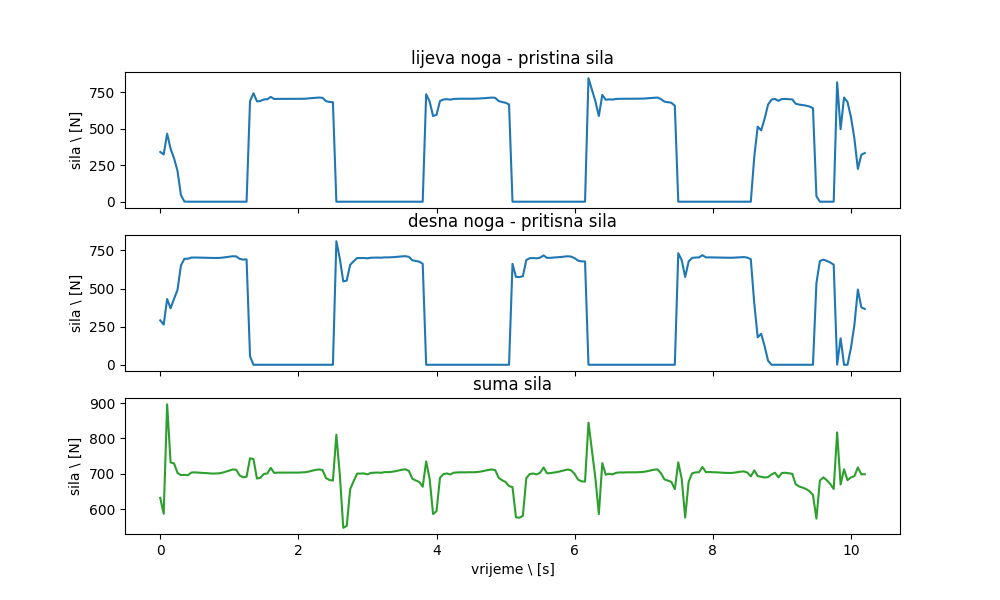 lijeva noga - pristina sila
750
500
250
0
sila \ [N]
desna noga - pritisna sila
750
500
250
0
sila \ [N]
suma sila
900
800
700
600
sila \ [N]
0 2 4 6 8 10
vrijeme \ [s]